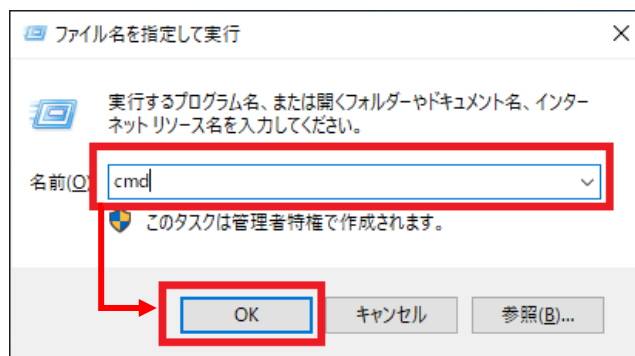 ファイル名を指定して実行
実行するプログラム名、または開くフォルダーやドキュメント名、インター
ネット リソース名を入力してください。
名前(O)
cmd
このタスクは管理者特権で作成されます。
OK キャンセル 参照(B)...